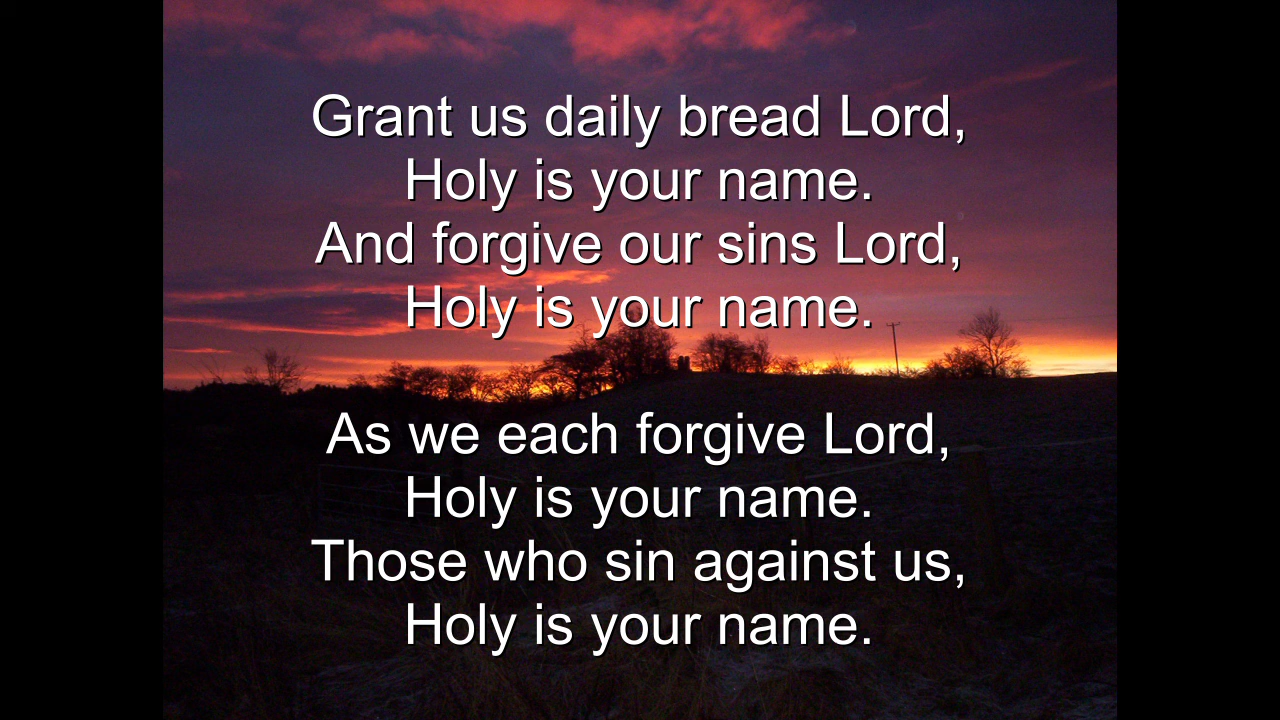 Grant us daily bread Lord,
Holy is your name.
And forgive our sins Lord,
Holy is your name.
As we each forgive Lord,
Holy is your name.
Those who sin against us,
Holy is your name.